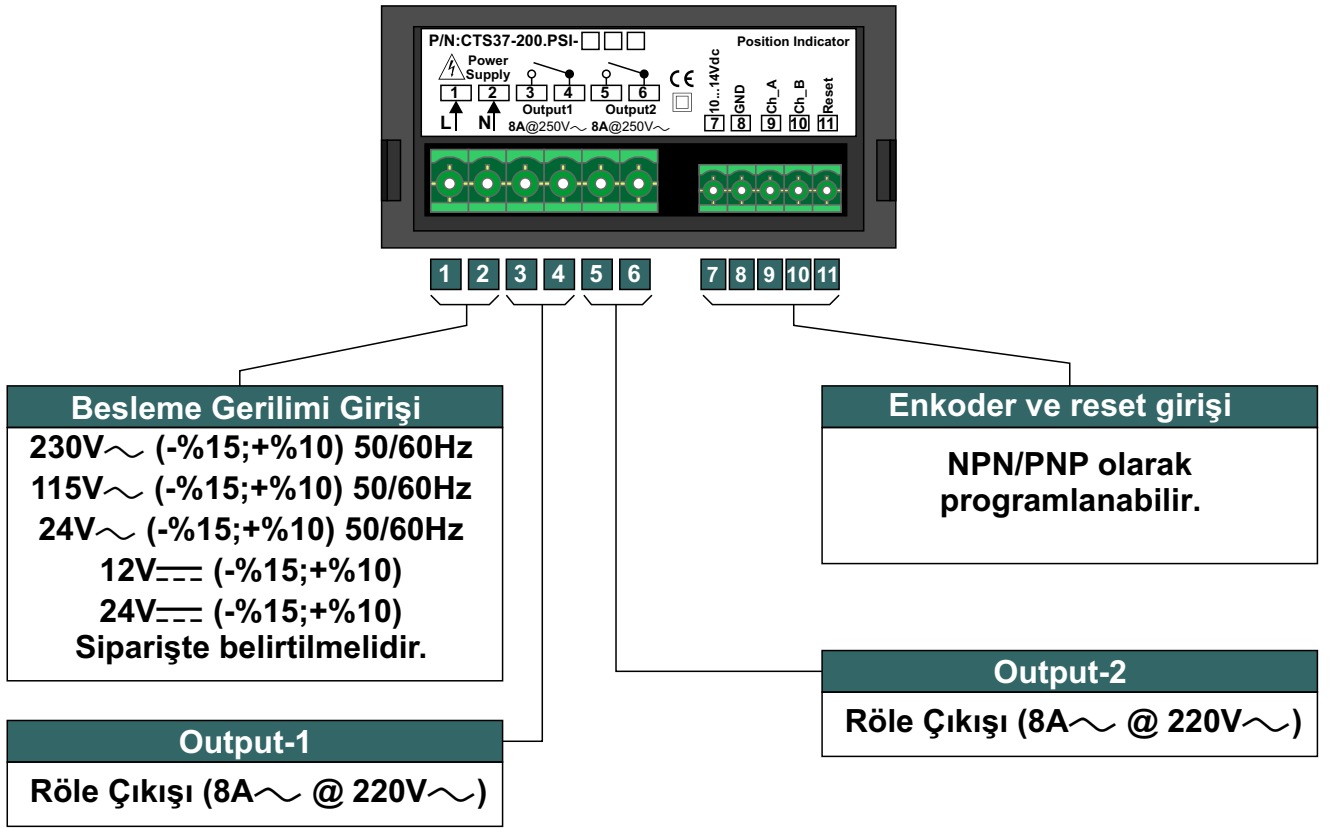 P/N:CTS37-200.PSI-
Position Indicator
Power
Supply
1 2 3 4 5 6
Output1 Output2
L N 8A@250V～ 8A@250V～
CE
10...14Vdc
GND
Ch_A
Ch_B
Reset
7 8 9 10 11
1 2 3 4 5 6 7 8 9 10 11
Besleme Gerilimi Girişi
230V～ (-%15;+%10) 50/60Hz
115V～ (-%15;+%10) 50/60Hz
24V～ (-%15;+%10) 50/60Hz
12V⎓ (-%15;+%10)
24V⎓ (-%15;+%10)
Siparişte belirtilmelidir.
Enkoder ve reset girişi
NPN/PNP olarak
programlanabilir.
Output-2
Röle Çıkışı (8A～ @ 220V～)
Output-1
Röle Çıkışı (8A～ @ 220V～)